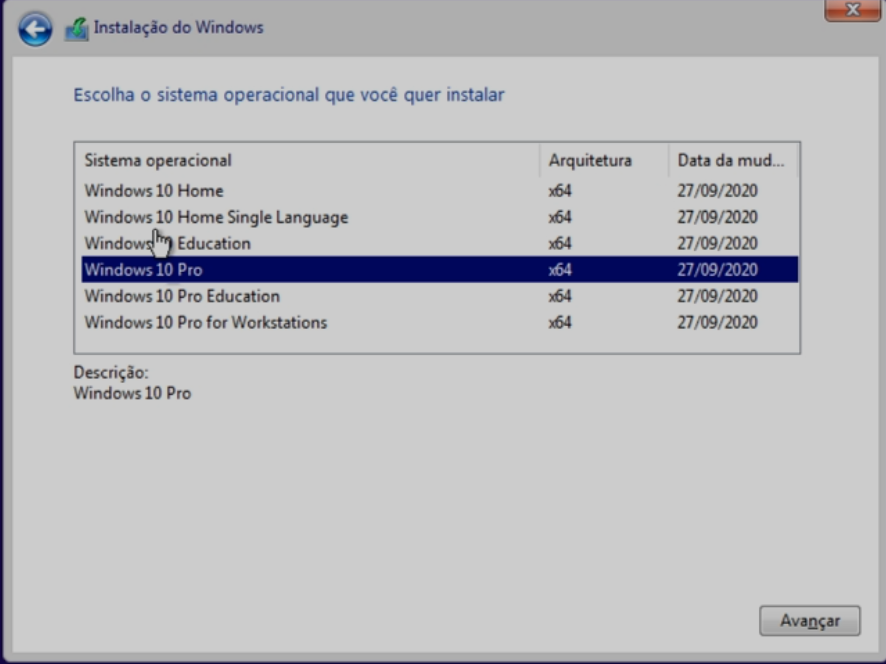 Instalação do Windows
Escolha o sistema operacional que você quer instalar
Sistema operacional Arquitetura Data da mud...
Windows 10 Home x64 27/09/2020
Windows 10 Home Single Language x64 27/09/2020
Windows 10 Education x64 27/09/2020
Windows 10 Pro x64 27/09/2020
Windows 10 Pro Education x64 27/09/2020
Windows 10 Pro for Workstations x64 27/09/2020
Descrição:
Windows 10 Pro
Avançar